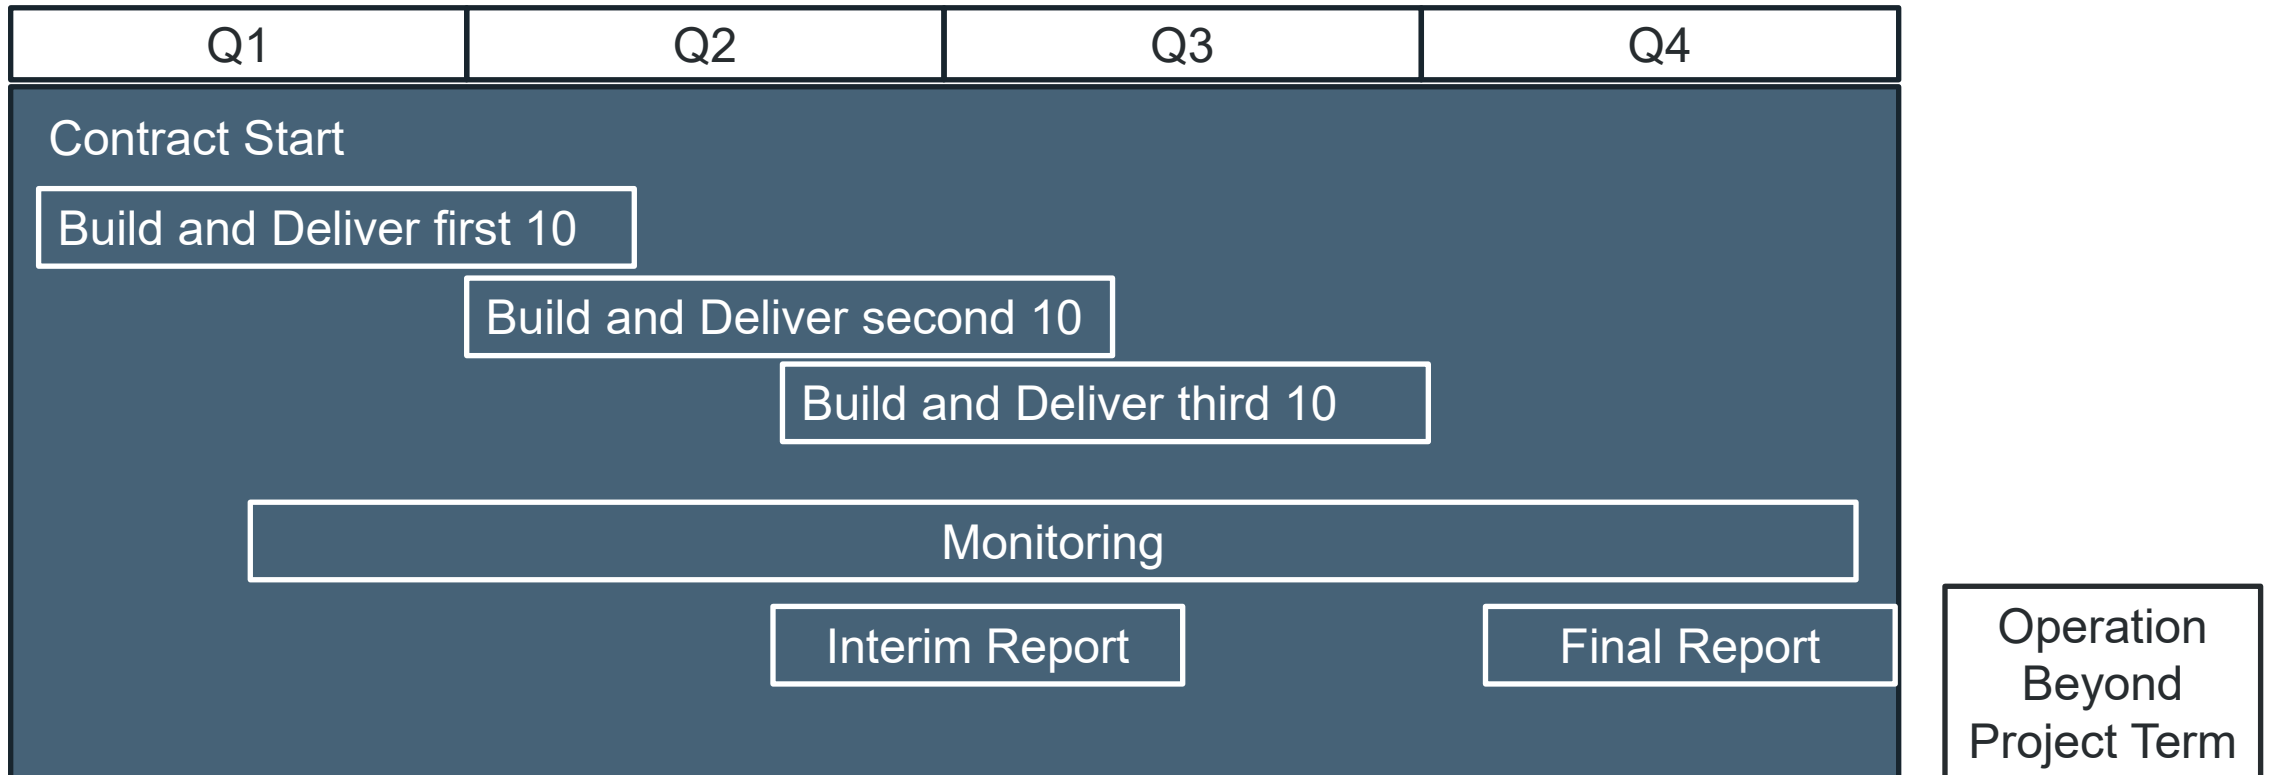 Q1 Q2 Q3 Q4
Contract Start
Build and Deliver first 10
Build and Deliver second 10
Build and Deliver third 10
Monitoring
Interim Report
Final Report
Operation
Beyond
Project Term